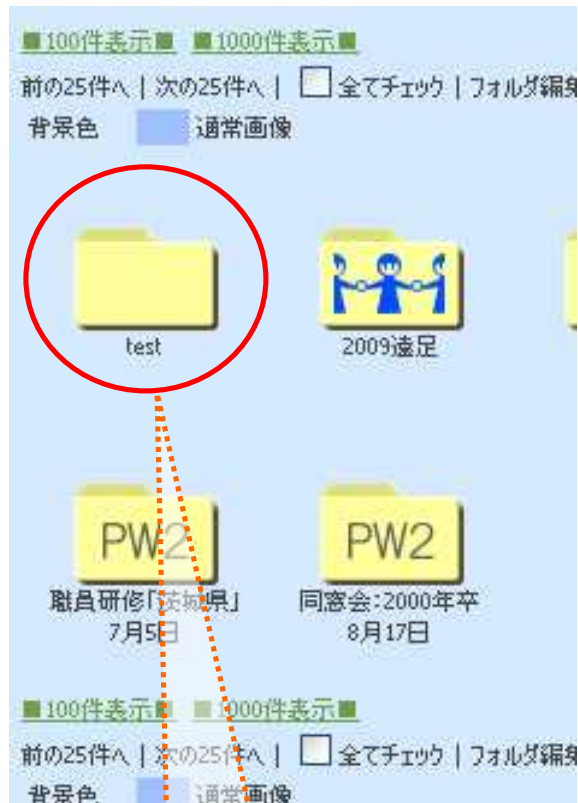 ■100件表示■ ■1000件表示■
前の25件へ | 次の25件へ | 全てチェック | フォルダ編集
背景色 通常画像
test
2009遠足
PW2
PW2
職員研修「茨城県」
7月5日
同窓会:2000年卒
8月17日
■100件表示■ ■1000件表示■
前の25件へ | 次の25件へ | 全てチェック | フォルダ編集
背景色 通常画像